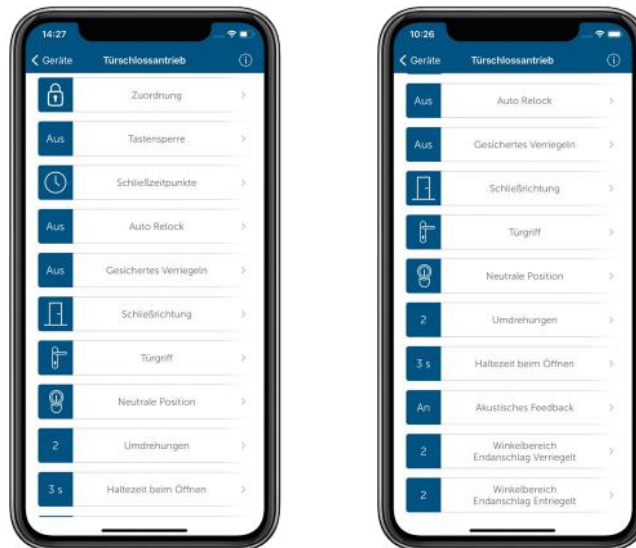 14:27
Geräte
Türschlossantrieb
Zuordnung
Aus
Tastensperre
Schließzeitpunkte
Aus
Auto Relock
Aus
Gesichertes Verriegeln
Schließrichtung
Türgriff
Neutrale Position
2
Umdrehungen
3 s
Haltezeit beim Öffnen
10:26
Geräte
Türschlossantrieb
Aus
Auto Relock
Aus
Gesichertes Verriegeln
Schließrichtung
Türgriff
Neutrale Position
2
Umdrehungen
3 s
Haltezeit beim Öffnen
An
Akustisches Feedback
2
Winkelbereich
Endanschlag Verriegelt
2
Winkelbereich
Endanschlag Entriegelt